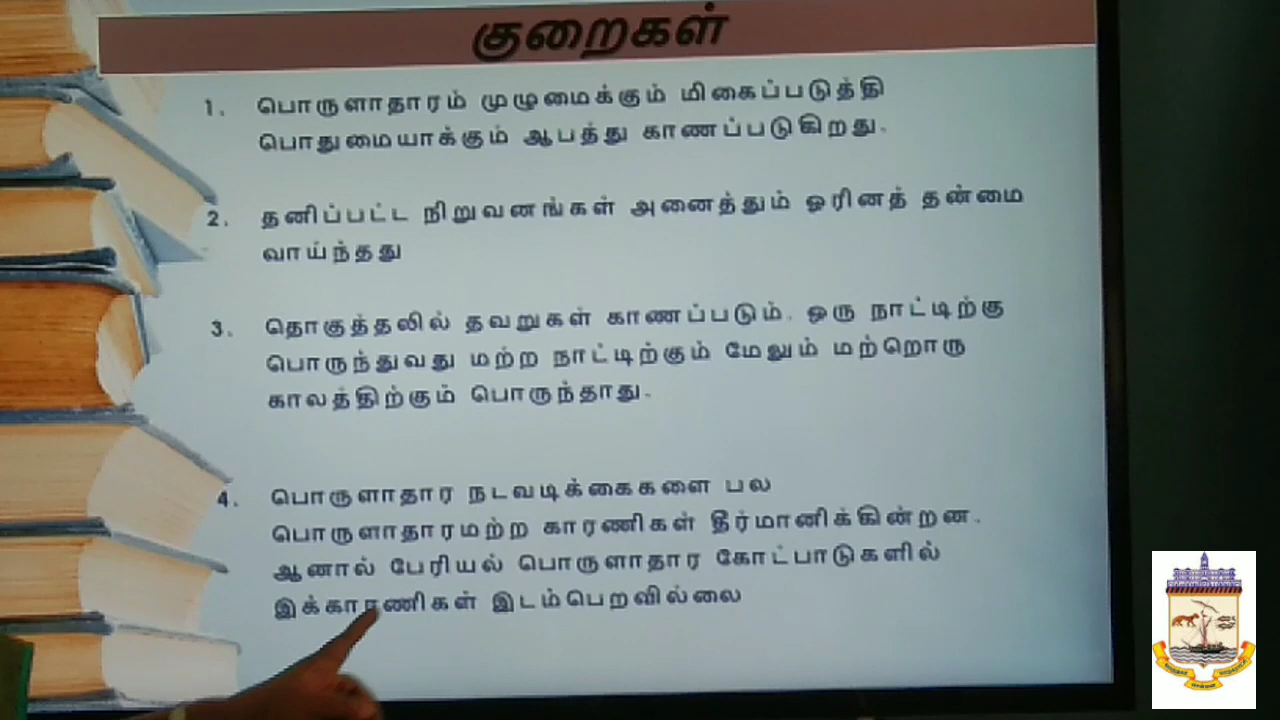 குறைகள்
1. பொருளாதாரம் முழுமைக்கும் மிகைப்படுத்தி
பொதுமையாக்கும் ஆபத்து காணப்படுகிறது.
2. தனிப்பட்ட நிறுவனங்கள் அனைத்தும் ஓரினத் தன்மை
வாய்ந்தது
3. தொகுத்தலில் தவறுகள் காணப்படும். ஒரு நாட்டிற்கு
பொருந்துவது மற்ற நாட்டிற்கும் மேலும் மற்றொரு
காலத்திற்கும் பொருந்தாது.
4. பொருளாதார நடவடிக்கைகளை பல
பொருளாதாரமற்ற காரணிகள் தீர்மானிக்கின்றன.
ஆனால் பேரியல் பொருளாதார கோட்பாடுகளில்
இக்காரணிகள் இடம்பெறவில்லை